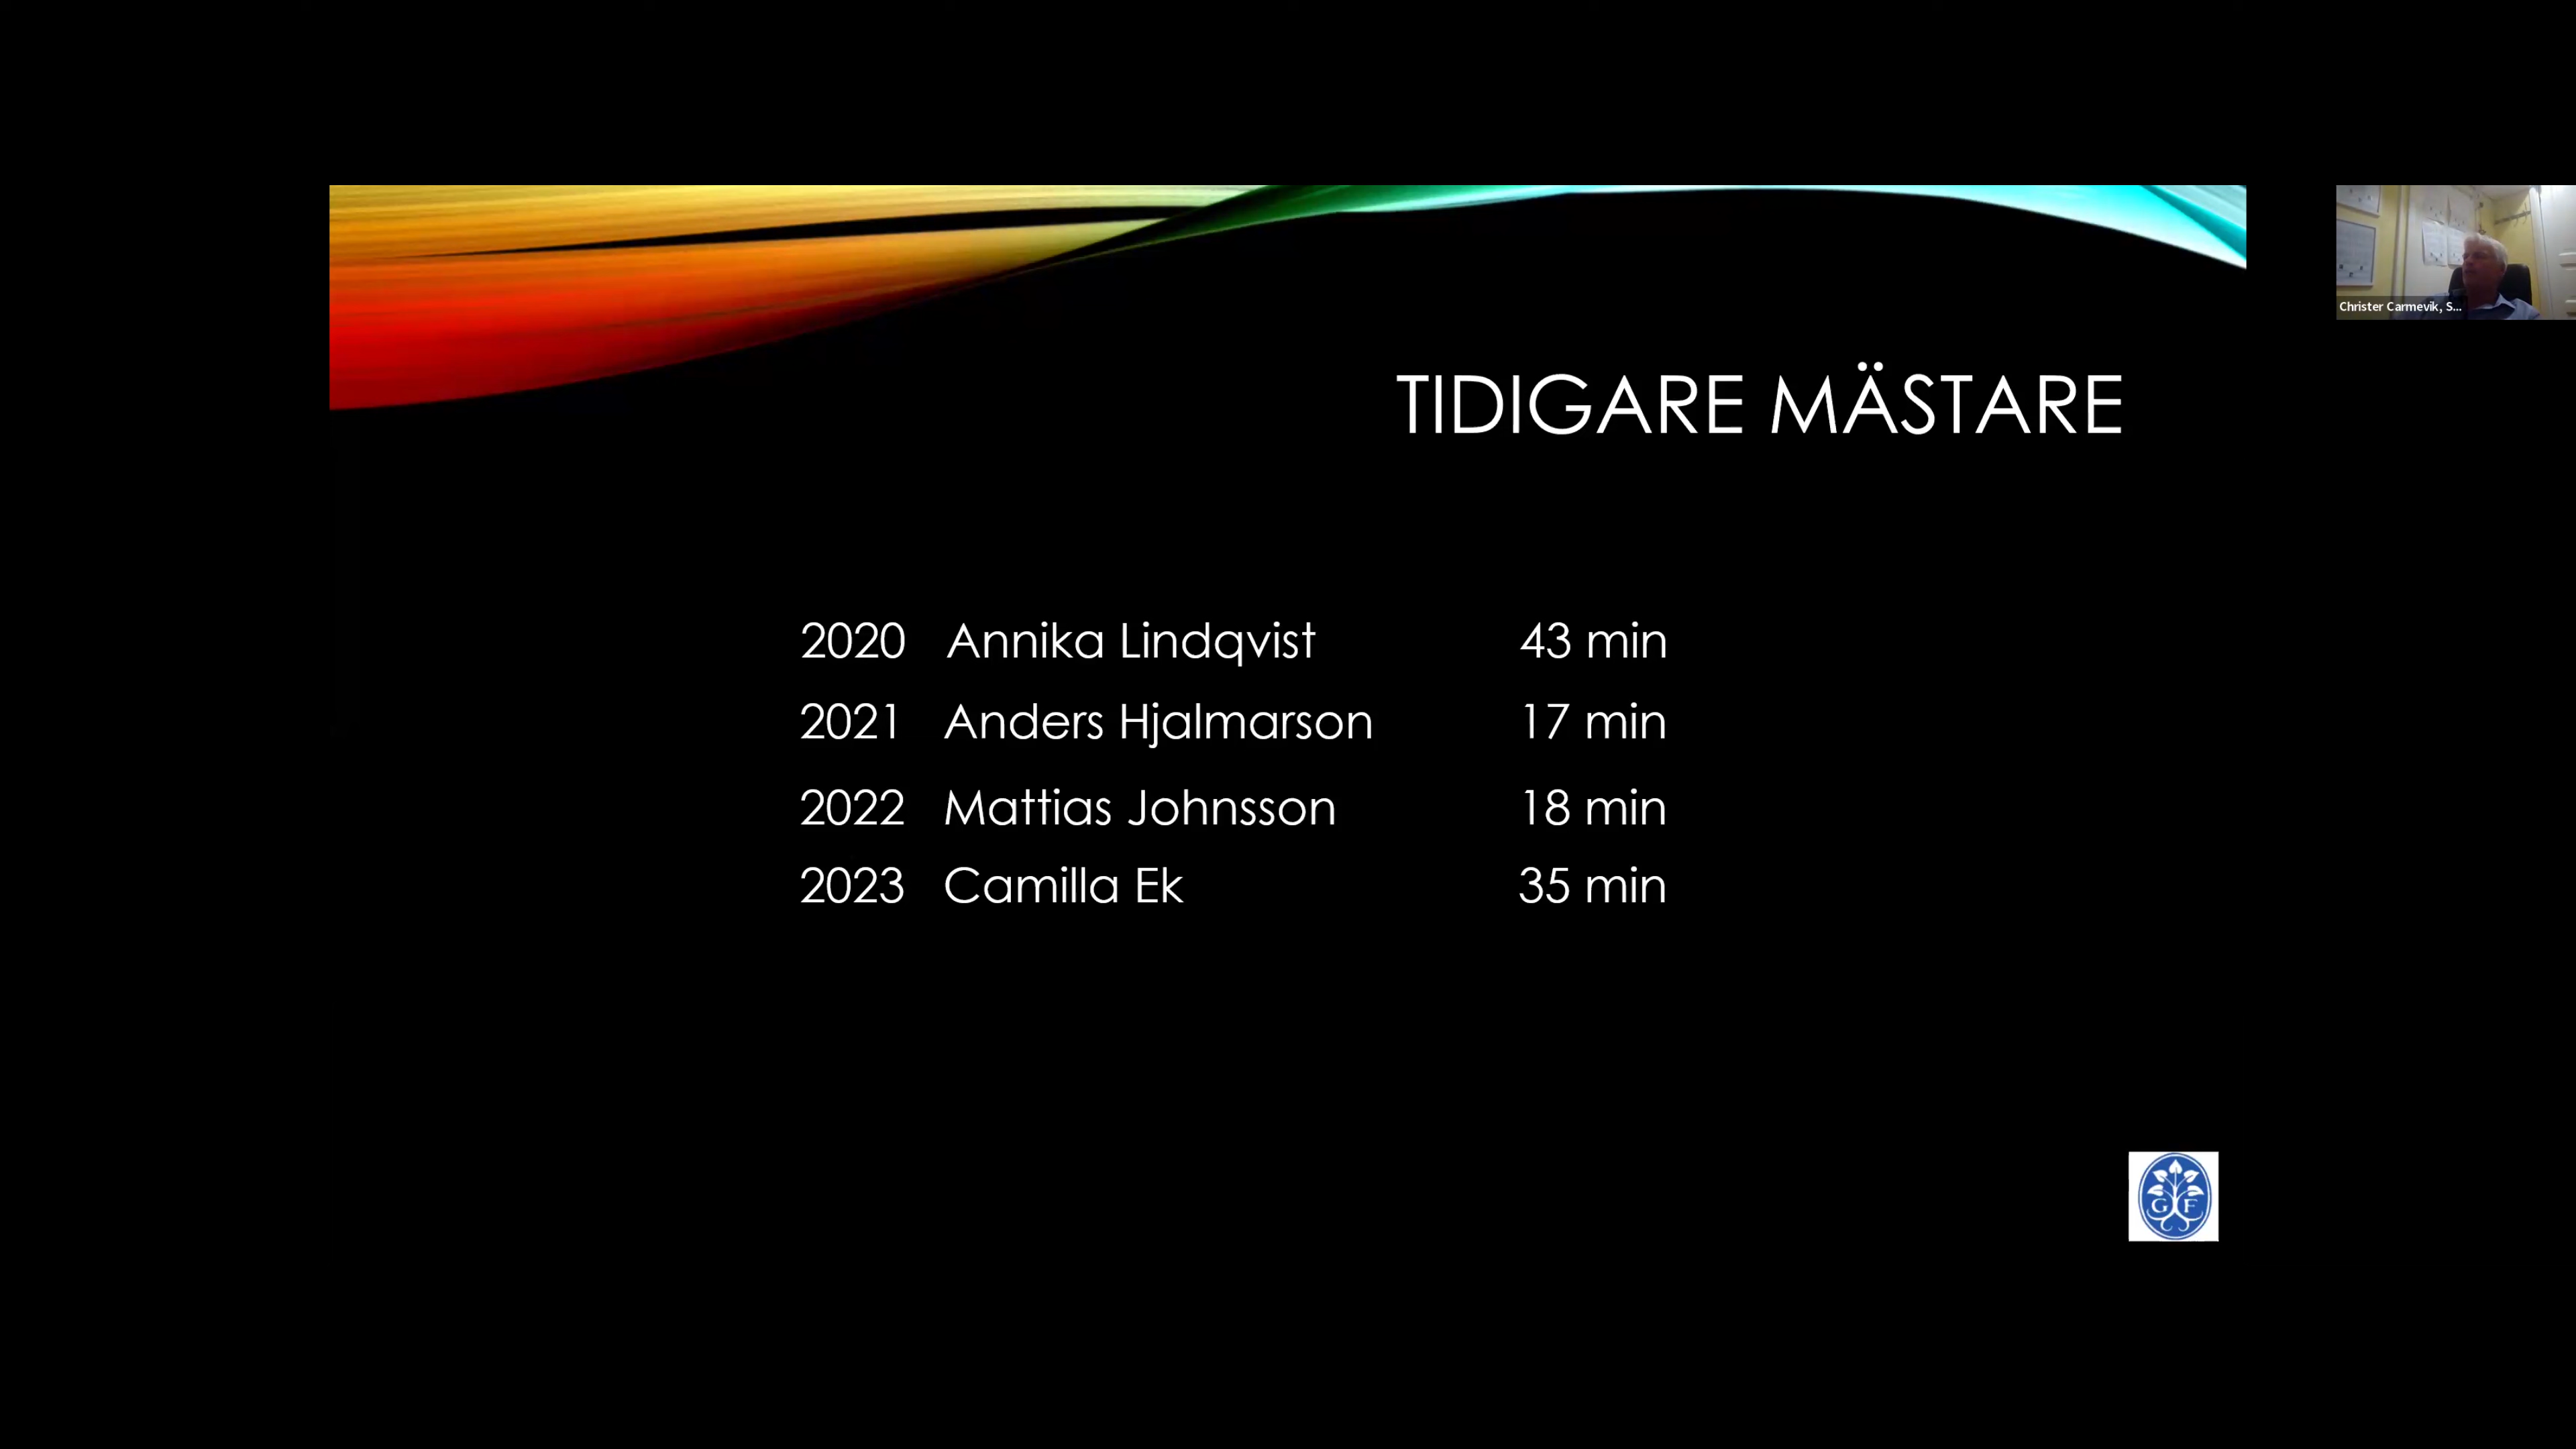 Christer Carmevik, S...
TIDIGARE MÄSTARE
2020 Annika Lindqvist 43 min
2021 Anders Hjalmarson 17 min
2022 Mattias Johnsson 18 min
2023 Camilla Ek 35 min
G F